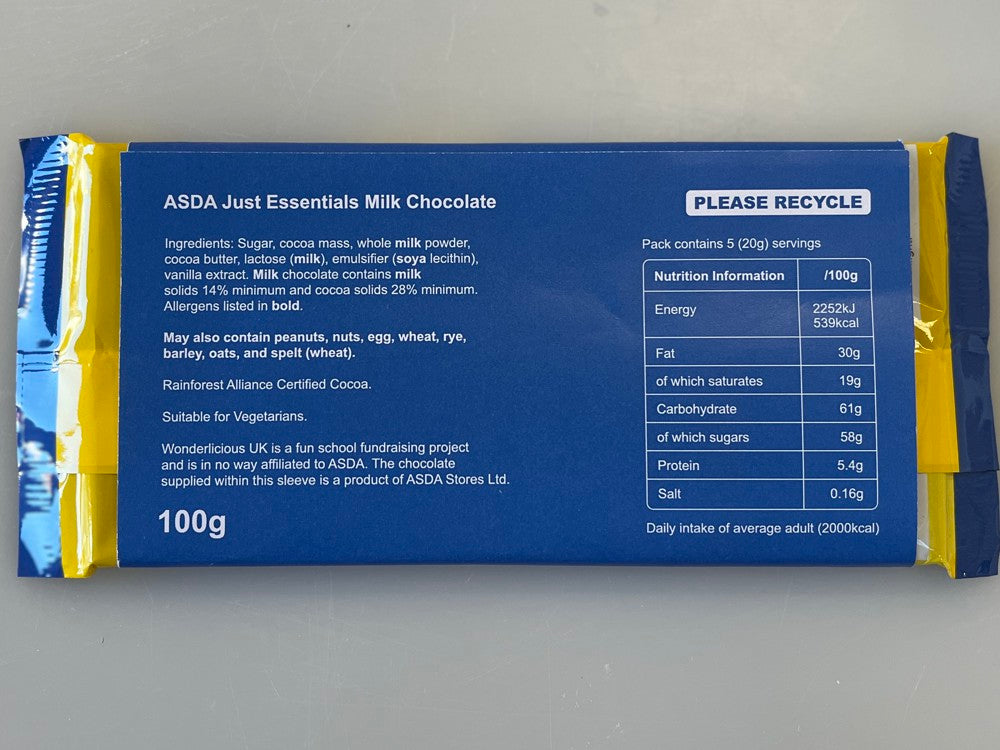 ASDA Just Essentials Milk Chocolate
Ingredients: Sugar, cocoa mass, whole milk powder,
cocoa butter, lactose (milk), emulsifier (soya lecithin),
vanilla extract. Milk chocolate contains milk
solids 14% minimum and cocoa solids 28% minimum.
Allergens listed in bold.
May also contain peanuts, nuts, egg, wheat, rye,
barley, oats, and spelt (wheat).
Rainforest Alliance Certified Cocoa.
Suitable for Vegetarians.
Wonderlicious UK is a fun school fundraising project
and is in no way affiliated to ASDA. The chocolate
supplied within this sleeve is a product of ASDA Stores Ltd.
100g
PLEASE RECYCLE
Pack contains 5 (20g) servings
Nutrition Information /100g
Energy 2252kJ
539kcal
Fat 30g
of which saturates 19g
Carbohydrate 61g
of which sugars 58g
Protein 5.4g
Salt 0.16g
Daily intake of average adult (2000kcal)